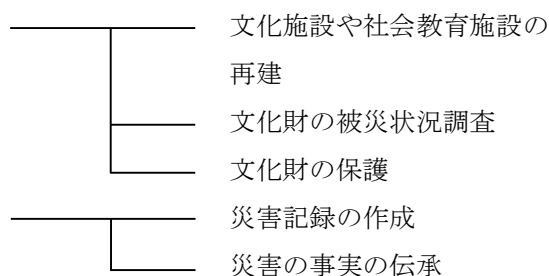 文化施設や社会教育施設の
再建
文化財の被災状況調査
文化財の保護
災害記録の作成
災害の事実の伝承